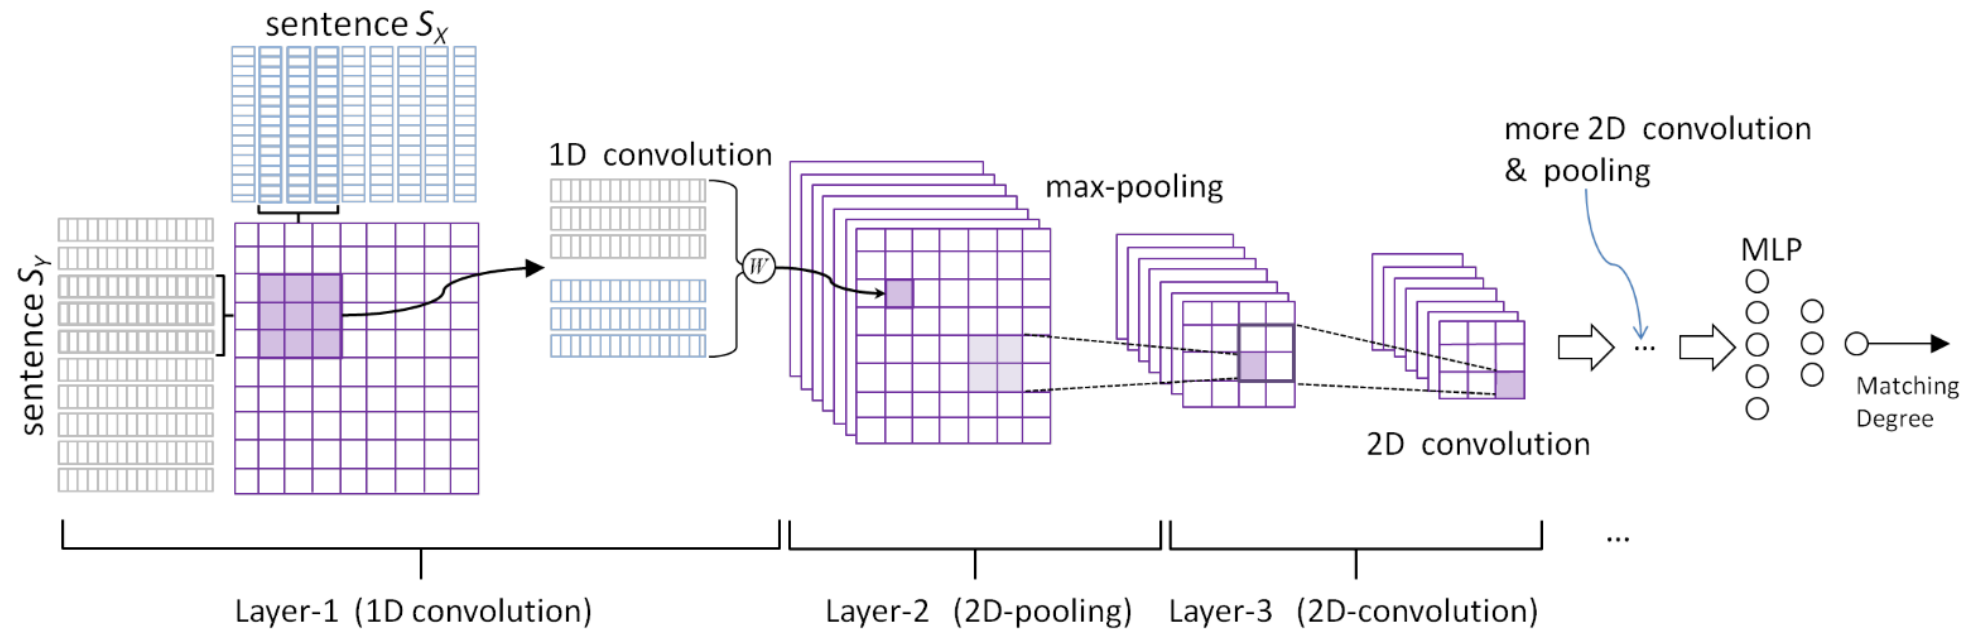 sentence S_X
sentence S_Y
1D convolution
W
max-pooling
more 2D convolution
& pooling
...
MLP
Matching
Degree
2D convolution
Layer-1 (1D convolution)
Layer-2 (2D-pooling)
Layer-3 (2D-convolution)
...